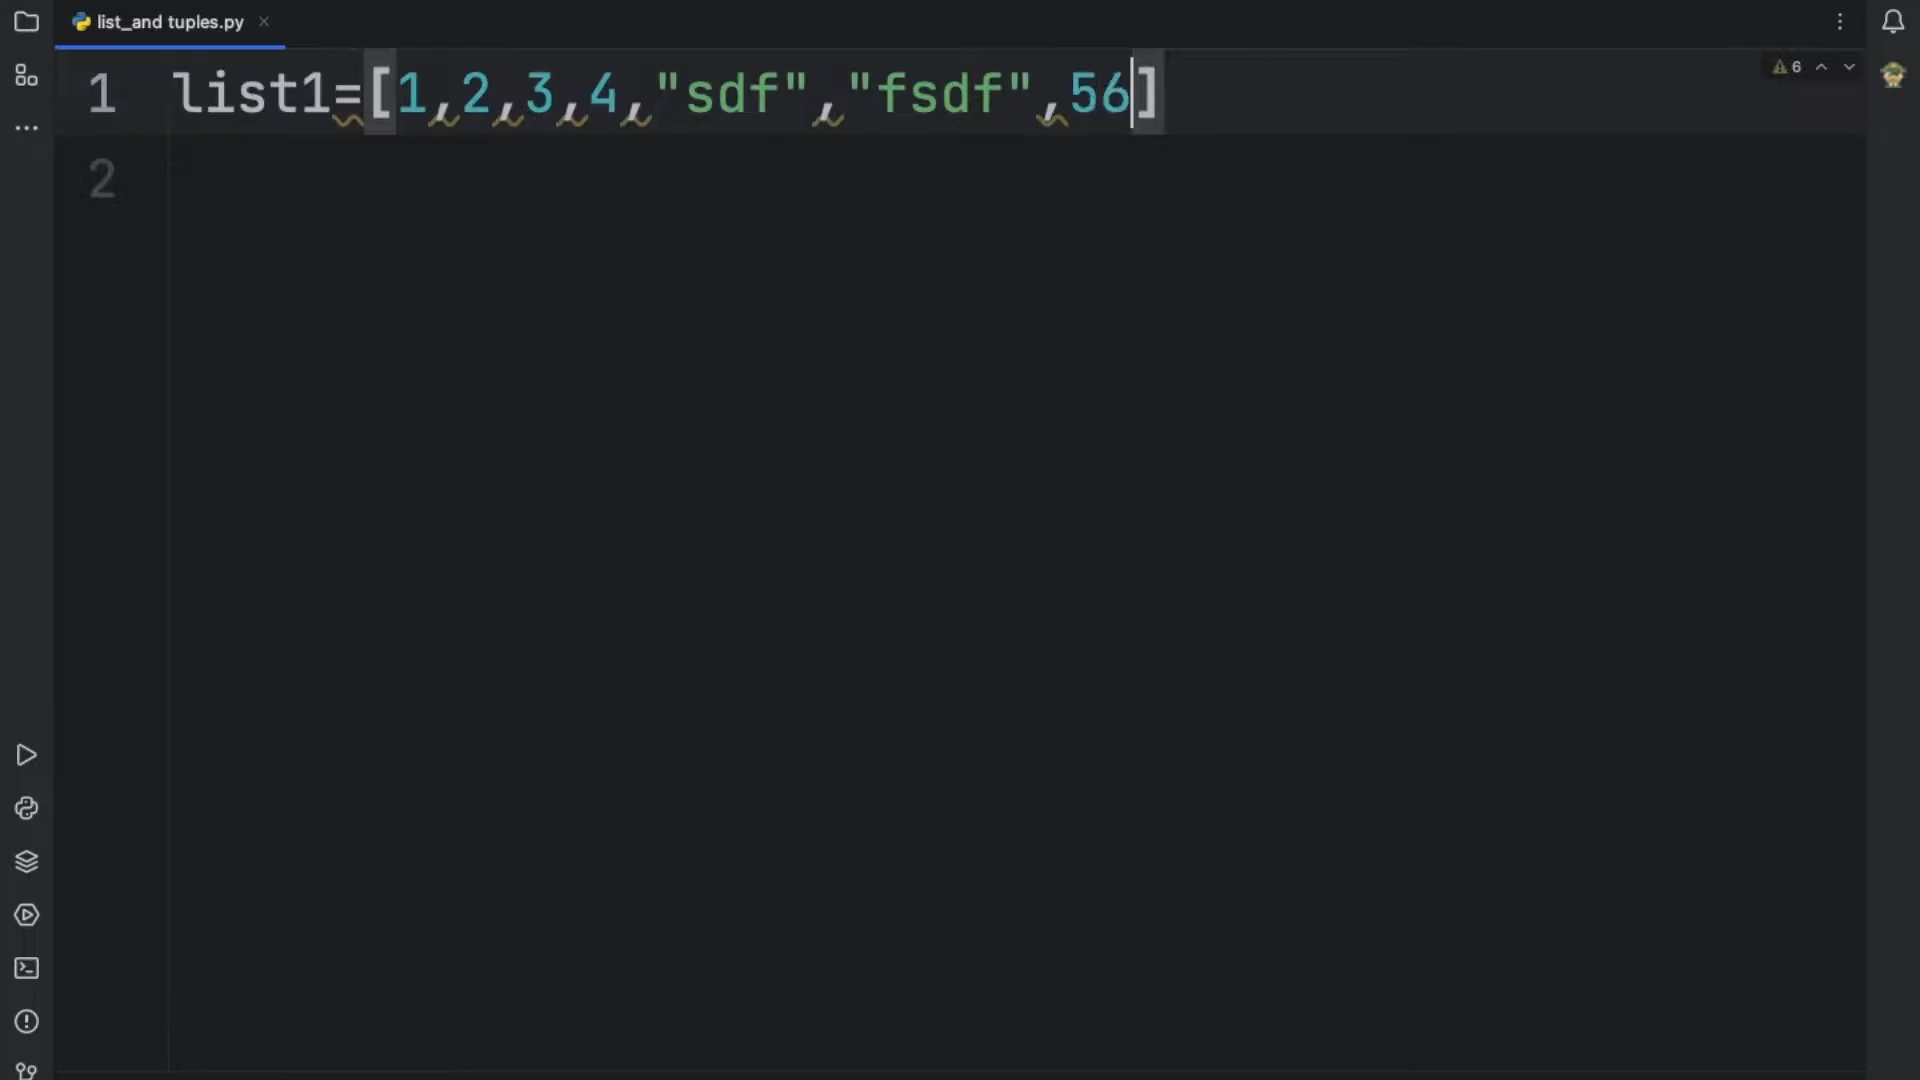 list_and tuples.py
6
1 list1=[1,2,3,4,"sdf","fsdf",56]
2